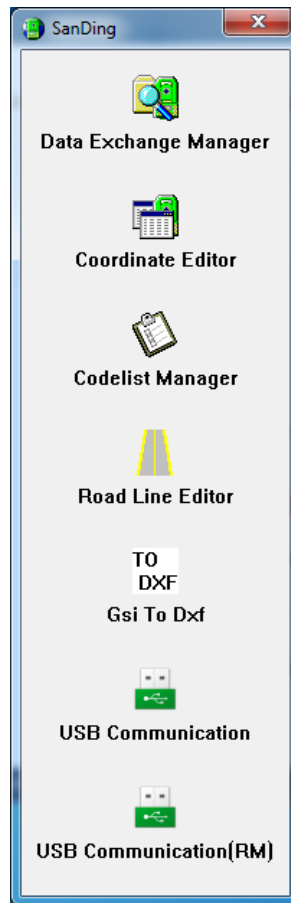 SanDing
Data Exchange Manager
Coordinate Editor
Codelist Manager
Road Line Editor
TO
DXF
Gsi To Dxf
USB Communication
USB Communication(RM)